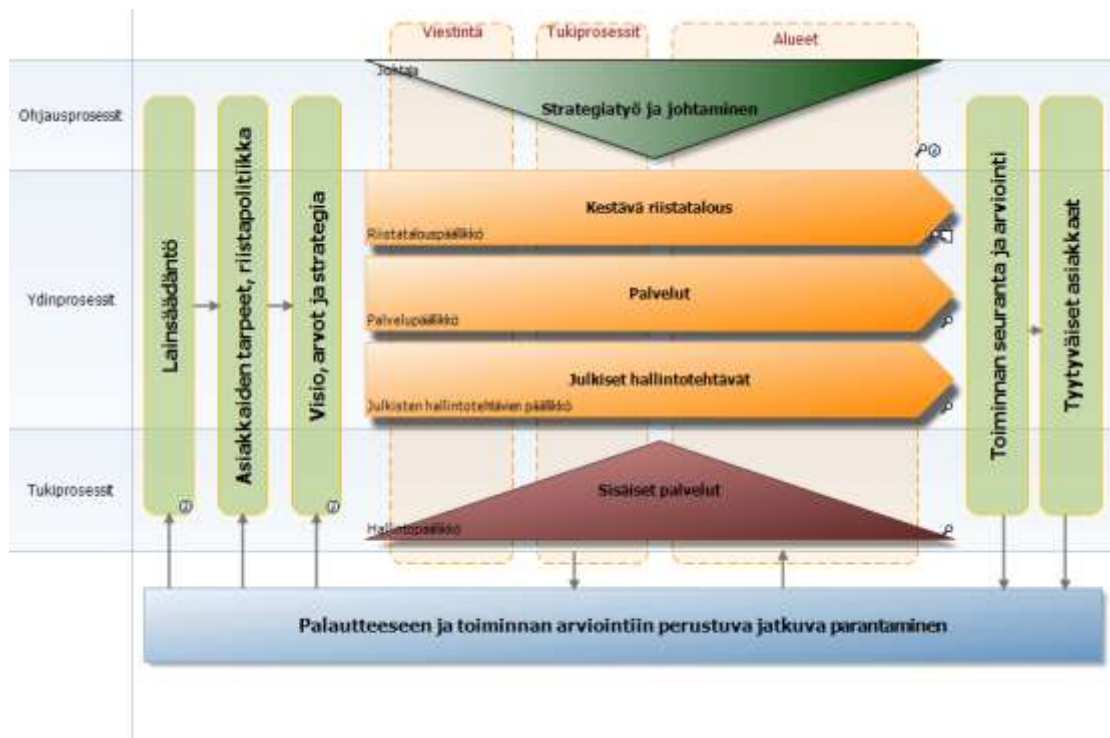 Viestintä
Tukiprosessit
Alueet
Johtaja
Strategiatyö ja johtaminen
Ohjausprosessit
Lainsäädäntö
Asiakkaiden tarpeet, riistapolitiikka
Visio, arvot ja strategia
Kestävä riistatalous
Riistatalouspäällikkö
Ydinprosessit
Palvelut
Palvelupäällikkö
Julkiset hallintotehtävät
Julkisten hallintotehtävien päällikkö
Toiminnan seuranta ja arviointi
Tyytyväiset asiakkaat
Tukiprosessit
Sisäiset palvelut
Hallintopäällikkö
Palautteeseen ja toiminnan arviointiin perustuva jatkuva parantaminen